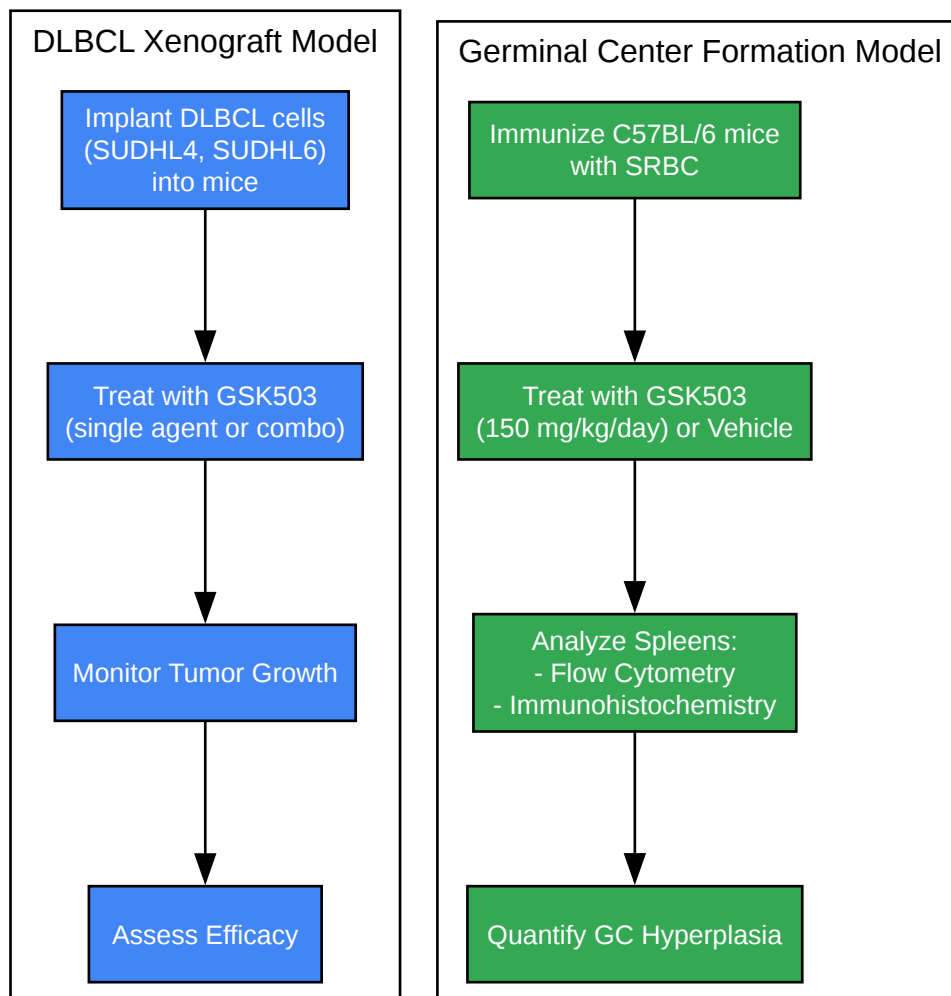 DLBCL Xenograft Model
Implant DLBCL cells
(SUDHL4, SUDHL6)
into mice
Treat with GSK503
(single agent or combo)
Monitor Tumor Growth
Assess Efficacy
Germinal Center Formation Model
Immunize C57BL/6 mice
with SRBC
Treat with GSK503
(150 mg/kg/day) or Vehicle
Analyze Spleens:
- Flow Cytometry
- Immunohistochemistry
Quantify GC Hyperplasia